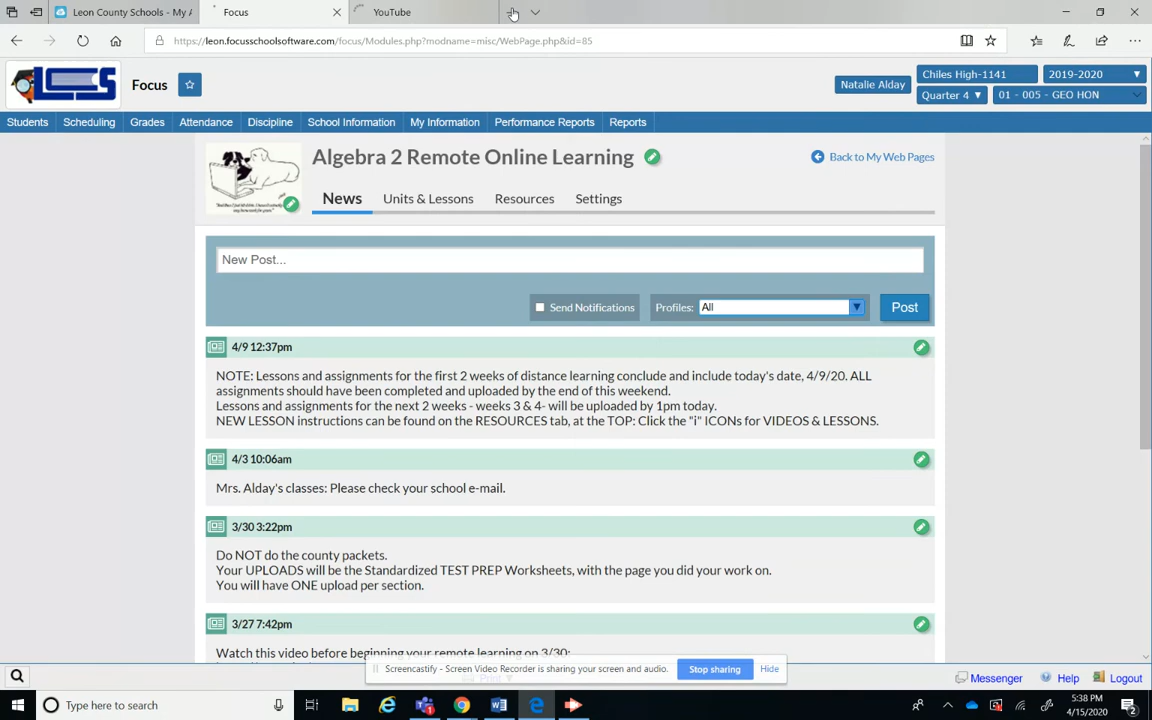 Leon County Schools - My A
Focus
YouTube
https://leon.focusschoolsoftware.com/focus/Modules.php?modname=misc/WebPage.php&id=85
LCS
Focus
Natalie Alday
Chiles High-1141
2019-2020
Quarter 4
01 - 005 - GEO HON
Students Scheduling Grades Attendance Discipline School Information My Information Performance Reports Reports
Algebra 2 Remote Online Learning
Back to My Web Pages
News Units & Lessons Resources Settings
New Post...
Send Notifications Profiles: All Post
4/9 12:37pm
NOTE: Lessons and assignments for the first 2 weeks of distance learning conclude and include today's date, 4/9/20. ALL
assignments should have been completed and uploaded by the end of this weekend.
Lessons and assignments for the next 2 weeks - weeks 3 & 4- will be uploaded by 1pm today.
NEW LESSON instructions can be found on the RESOURCES tab, at the TOP: Click the "i" ICONs for VIDEOS & LESSONS.
4/3 10:06am
Mrs. Alday's classes: Please check your school e-mail.
3/30 3:22pm
Do NOT do the county packets.
Your UPLOADS will be the Standardized TEST PREP Worksheets, with the page you did your work on.
You will have ONE upload per section.
3/27 7:42pm
Watch this video before beginning your remote learning on 3/30:
Screencastify - Screen Video Recorder is sharing your screen and audio. Stop sharing Hide
Print
Messenger Help Logout
Type here to search
5:38 PM
4/15/2020
2